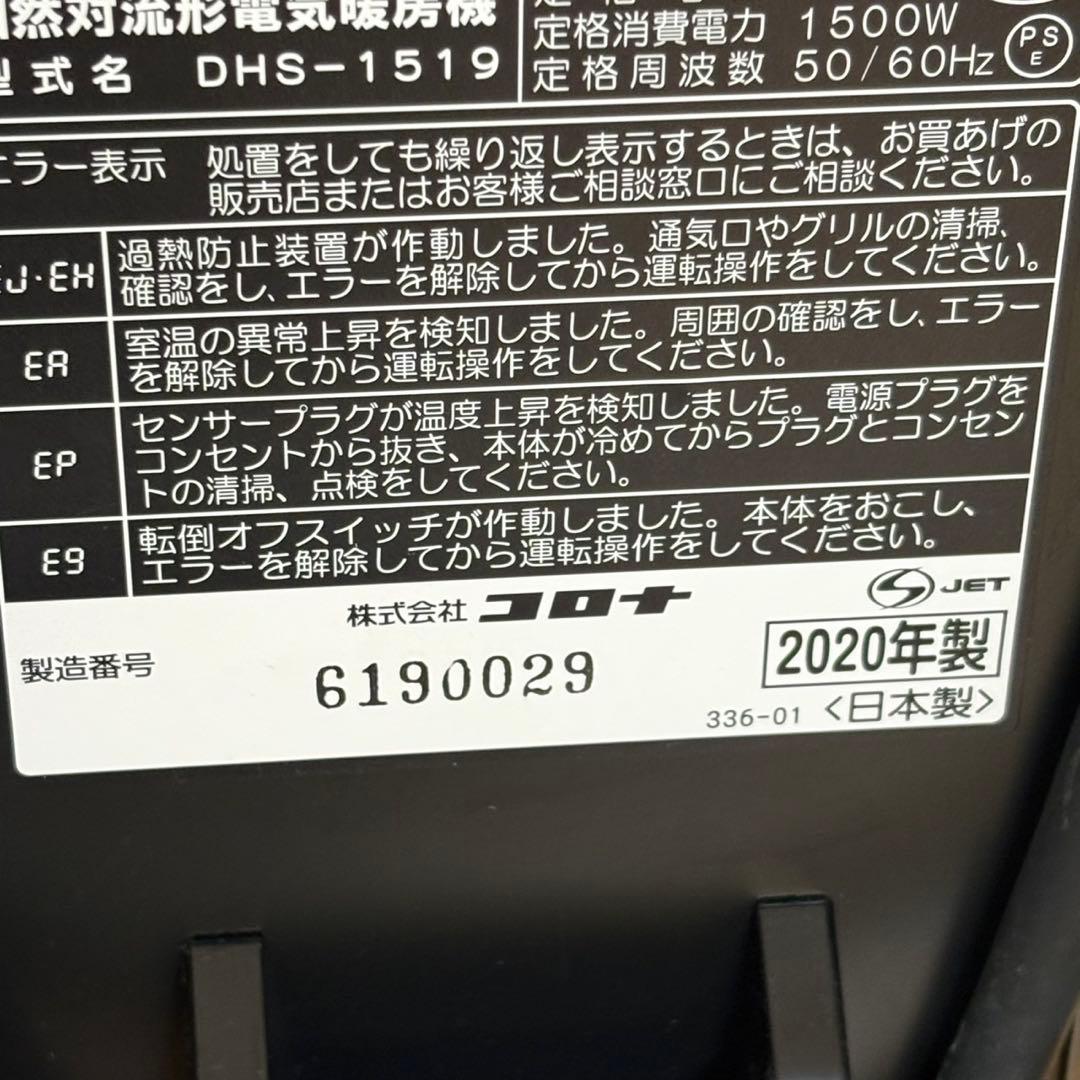 然対流形電気暖房機
型式名 DHS-1519
定格消費電力 1500W
定格周波数 50/60Hz
PS
E
エラー表示
処置をしても繰り返し表示するときは、お買あげの
販売店またはお客様ご相談窓口にご相談ください。
EJ・EH
過熱防止装置が作動しました。通気口やグリルの清掃、
確認をし、エラーを解除してから運転操作をしてください。
EA
室温の異常上昇を検知しました。周囲の確認をし、エラー
を解除してから運転操作をしてください。
EP
センサープラグが温度上昇を検知しました。電源プラグを
コンセントから抜き、本体が冷めてからプラグとコンセン
トの清掃、点検をしてください。
E9
転倒オフスイッチが作動しました。本体をおこし、
エラーを解除してから運転操作をしてください。
株式会社 コロナ
JET
製造番号
6190029
2020年製
336-01 <日本製>